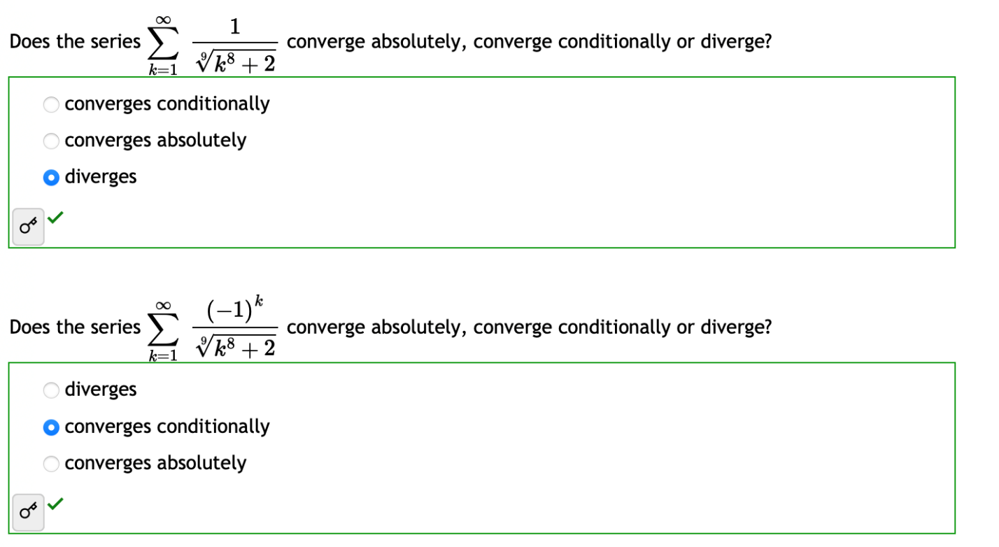 Does the series $\sum_{k=1}^{\infty} \frac{1}{\sqrt[9]{k^8 + 2}}$ converge absolutely, converge conditionally or diverge?
converges conditionally
converges absolutely
diverges
Does the series $\sum_{k=1}^{\infty} \frac{(-1)^k}{\sqrt[9]{k^8 + 2}}$ converge absolutely, converge conditionally or diverge?
diverges
converges conditionally
converges absolutely